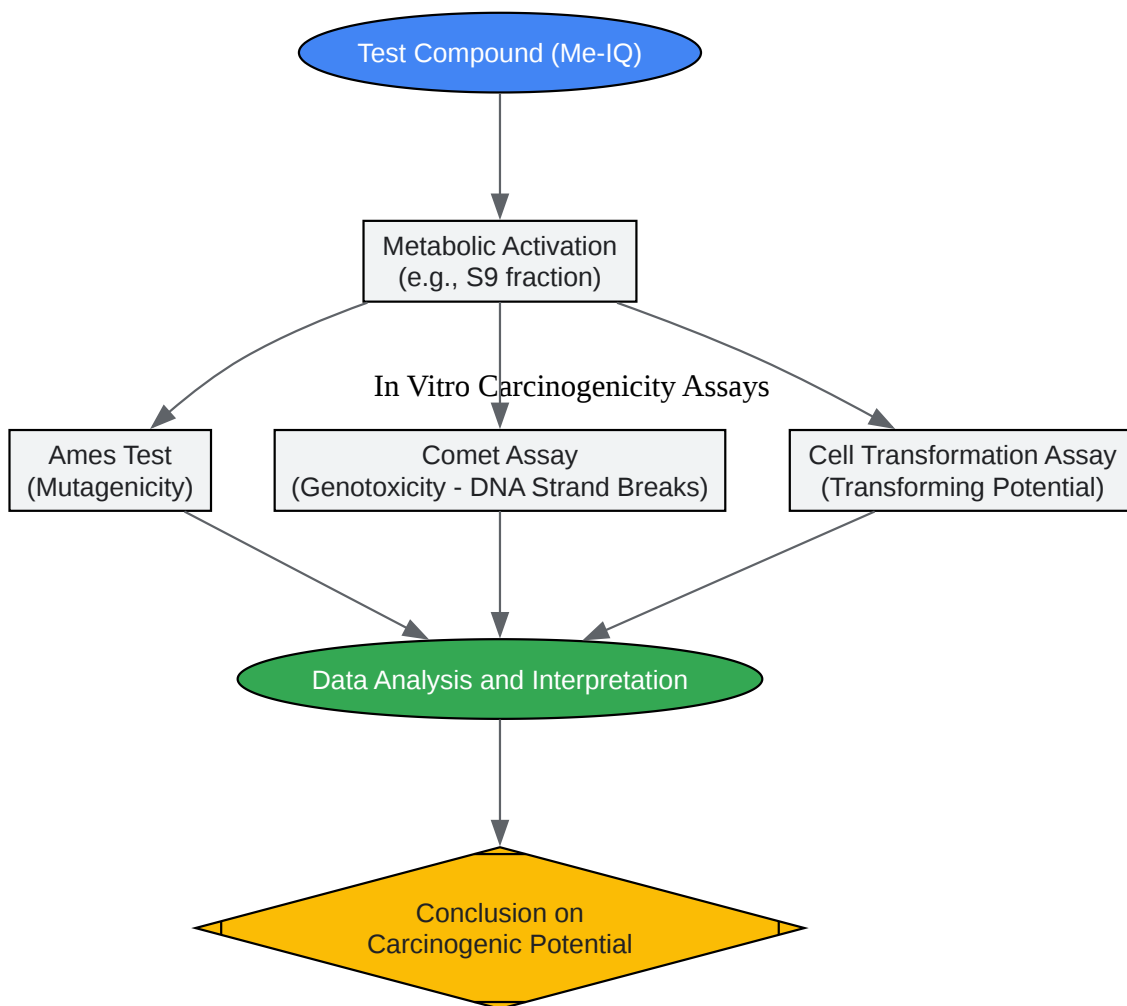 Test Compound (Me-IQ)
Metabolic Activation
(e.g., S9 fraction)
In Vitro Carcinogenicity Assays
Ames Test
(Mutagenicity)
Comet Assay
(Genotoxicity - DNA Strand Breaks)
Cell Transformation Assay
(Transforming Potential)
Data Analysis and Interpretation
Conclusion on
Carcinogenic Potential